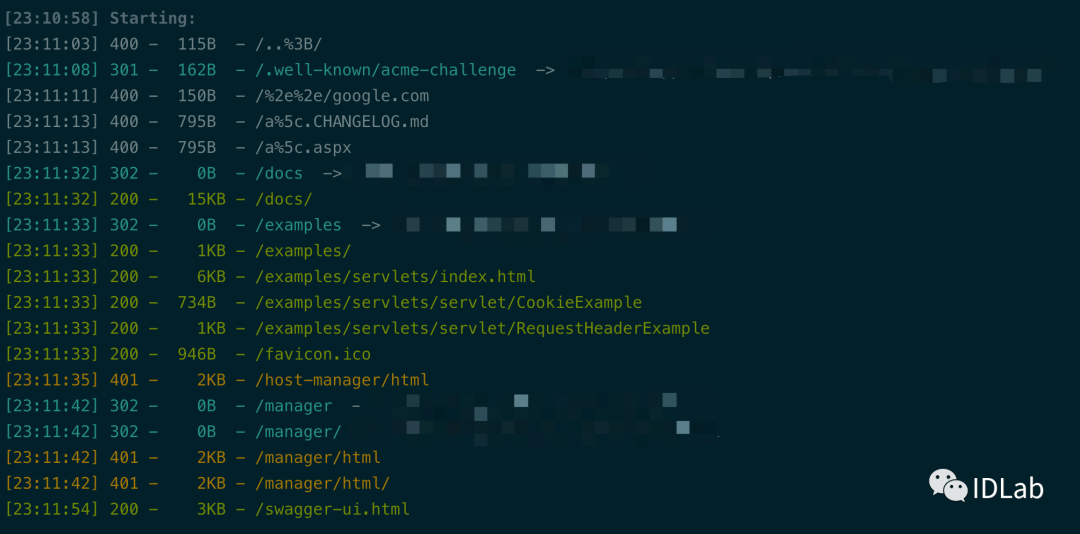 [23:10:58] Starting:
[23:11:03] 400 -  115B  - /..%3B/
[23:11:08] 301 -  162B  - /.well-known/acme-challenge  ->
[23:11:11] 400 -  150B  - /%2e%2e/google.com
[23:11:13] 400 -  795B  - /a%5c.CHANGELOG.md
[23:11:13] 400 -  795B  - /a%5c.aspx
[23:11:32] 302 -    0B  - /docs  ->
[23:11:32] 200 -   15KB - /docs/
[23:11:33] 302 -    0B  - /examples  ->
[23:11:33] 200 -    1KB - /examples/
[23:11:33] 200 -    6KB - /examples/servlets/index.html
[23:11:33] 200 -  734B  - /examples/servlets/servlet/CookieExample
[23:11:33] 200 -    1KB - /examples/servlets/servlet/RequestHeaderExample
[23:11:33] 200 -  946B  - /favicon.ico
[23:11:35] 401 -    2KB - /host-manager/html
[23:11:42] 302 -    0B  - /manager  -
[23:11:42] 302 -    0B  - /manager/
[23:11:42] 401 -    2KB - /manager/html
[23:11:42] 401 -    2KB - /manager/html/
[23:11:54] 200 -    3KB - /swagger-ui.html
IDLab